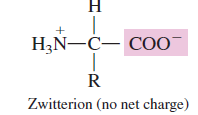 H
H₃N⁺—C—COO⁻
R
Zwitterion (no net charge)